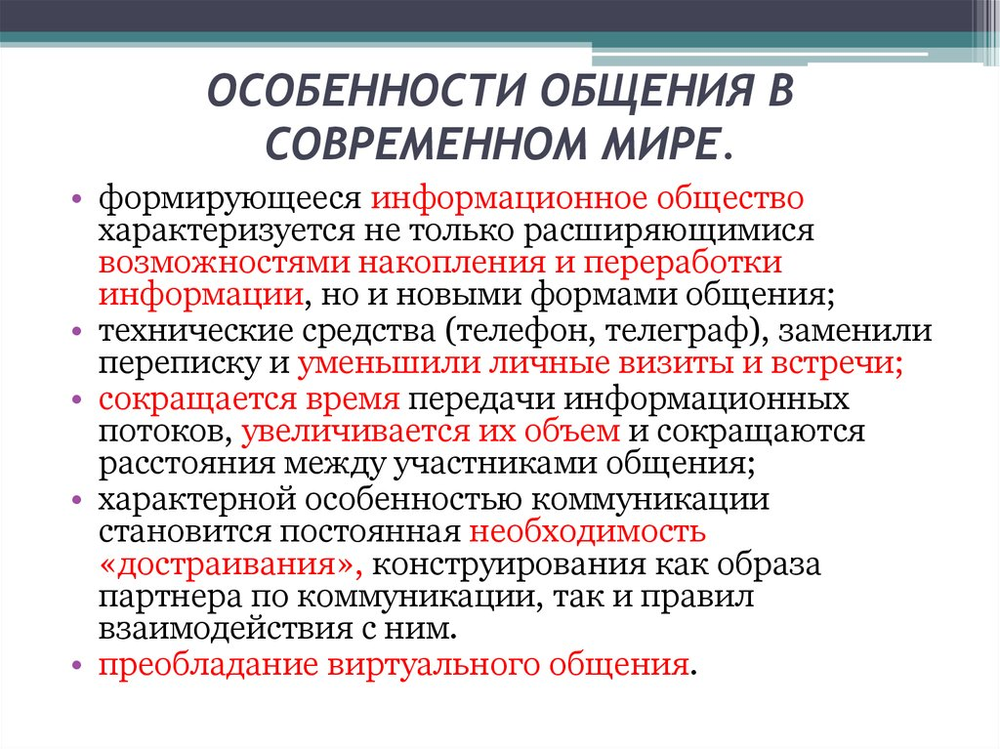 ОСОБЕННОСТИ ОБЩЕНИЯ В
СОВРЕМЕННОМ МИРЕ.
• формирующееся информационное общество
характеризуется не только расширяющимися
возможностями накопления и переработки
информации, но и новыми формами общения;
• технические средства (телефон, телеграф), заменили
переписку и уменьшили личные визиты и встречи;
• сокращается время передачи информационных
потоков, увеличивается их объем и сокращаются
расстояния между участниками общения;
• характерной особенностью коммуникации
становится постоянная необходимость
«достраивания», конструирования как образа
партнера по коммуникации, так и правил
взаимодействия с ним.
• преобладание виртуального общения.